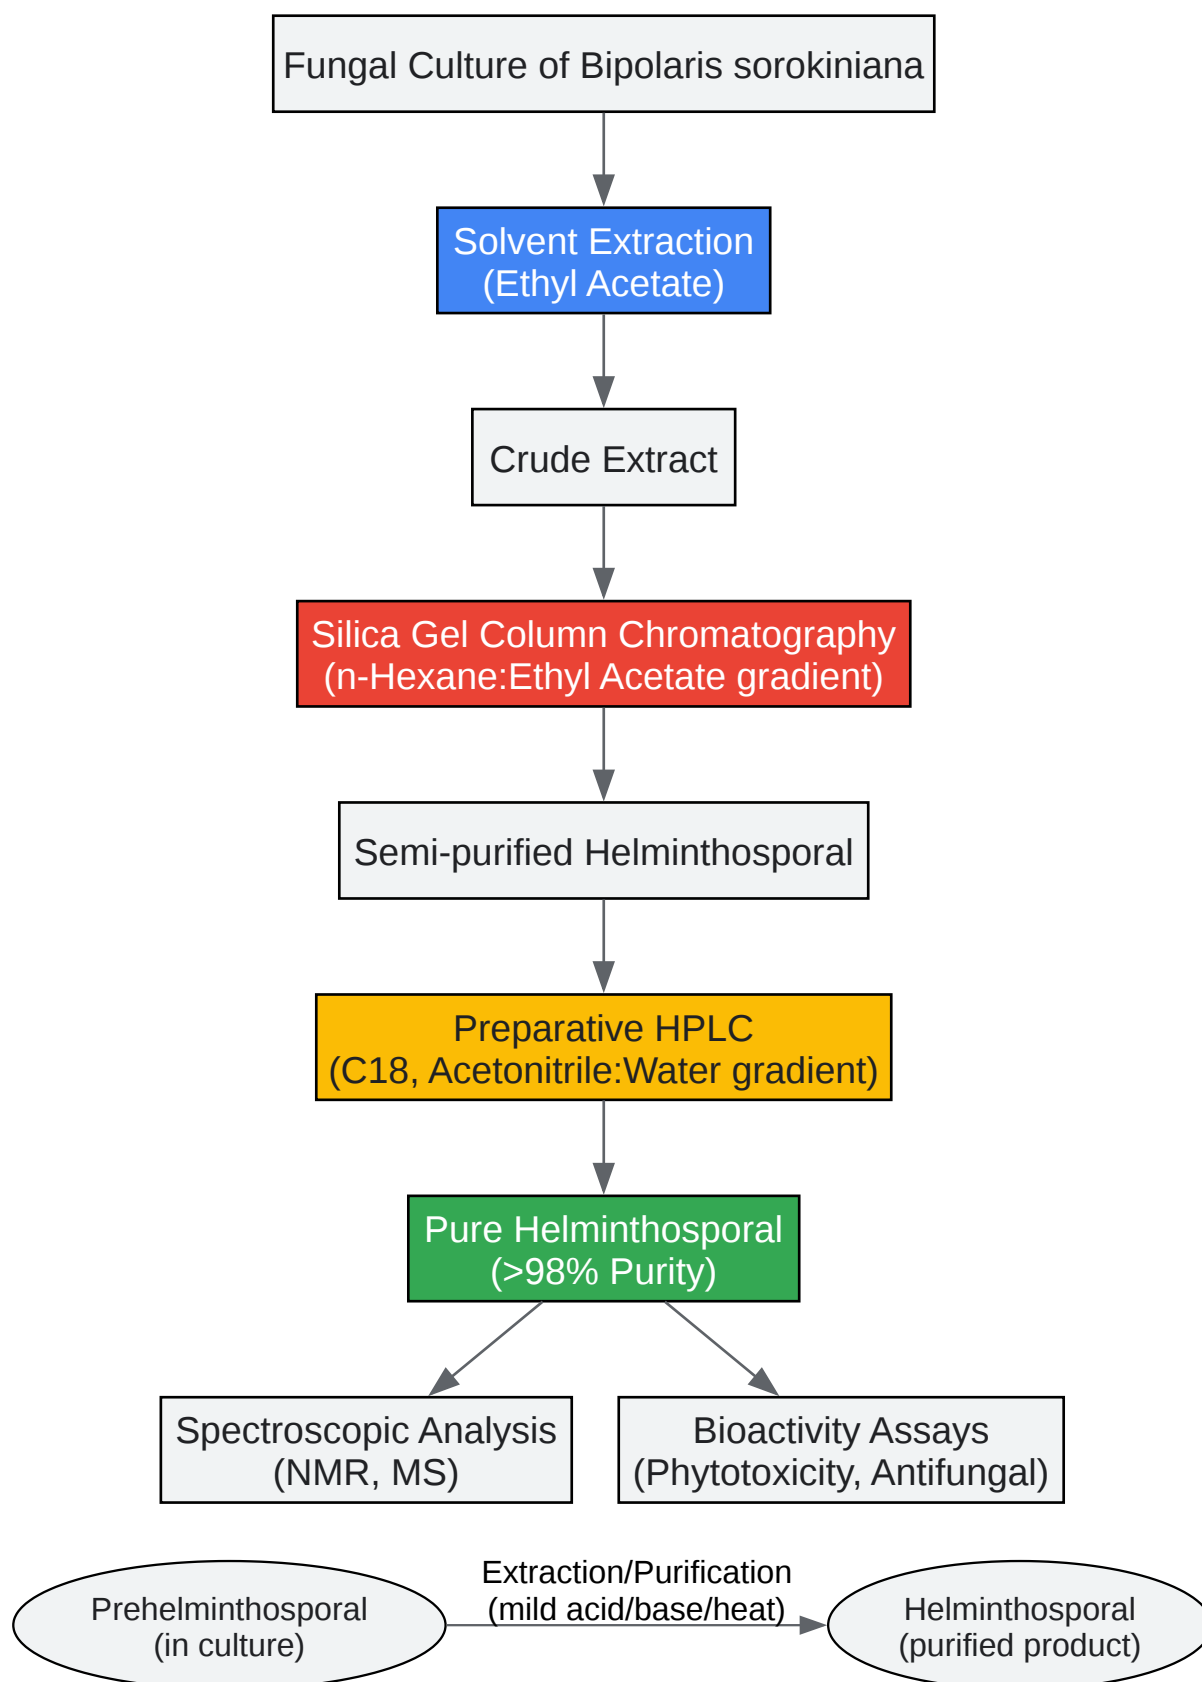 Fungal Culture of Bipolaris sorokiniana
Solvent Extraction
(Ethyl Acetate)
Crude Extract
Silica Gel Column Chromatography
(n-Hexane:Ethyl Acetate gradient)
Semi-purified Helminthosporal
Preparative HPLC
(C18, Acetonitrile:Water gradient)
Pure Helminthosporal
(>98% Purity)
Spectroscopic Analysis
(NMR, MS)
Bioactivity Assays
(Phytotoxicity, Antifungal)
Prehelminthosporal
(in culture)
Extraction/Purification
(mild acid/base/heat)
Helminthosporal
(purified product)